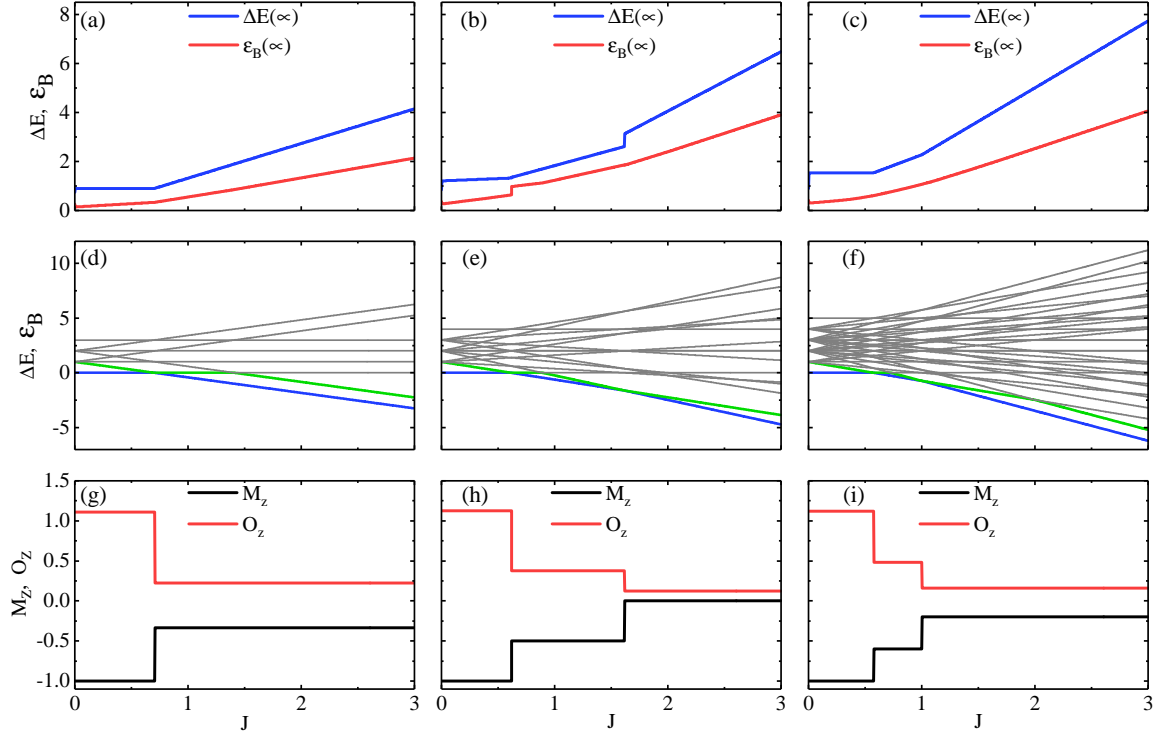 (a) ΔE(∞) ε_B(∞)
(b) ΔE(∞) ε_B(∞)
(c) ΔE(∞) ε_B(∞)
ΔE, ε_B
8
6
4
2
0
(d) (e) (f)
ΔE, ε_B
10
5
0
-5
(g) M_z O_z
(h) M_z O_z
(i) M_z O_z
M_Z, O_Z
1.5
1.0
0.5
0.0
-0.5
-1.0
0 1 2 3 0 1 2 3 0 1 2 3
J J J